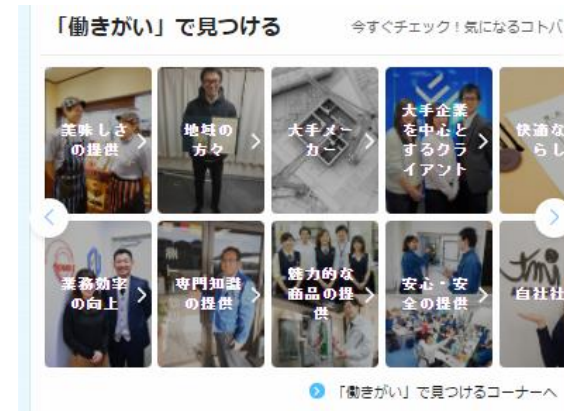 「働きがい」で見つける
今すぐチェック！気になるコトバ
美味しさ
の提供
地域の
方々
大手メー
カー
大手企業
を中心と
するクラ
イアント
快適な
らし
業務効率
の向上
専門知識
の提供
魅力的な
商品の提
供
安心・安
全の提供
自社社
「働きがい」で見つけるコーナーへ